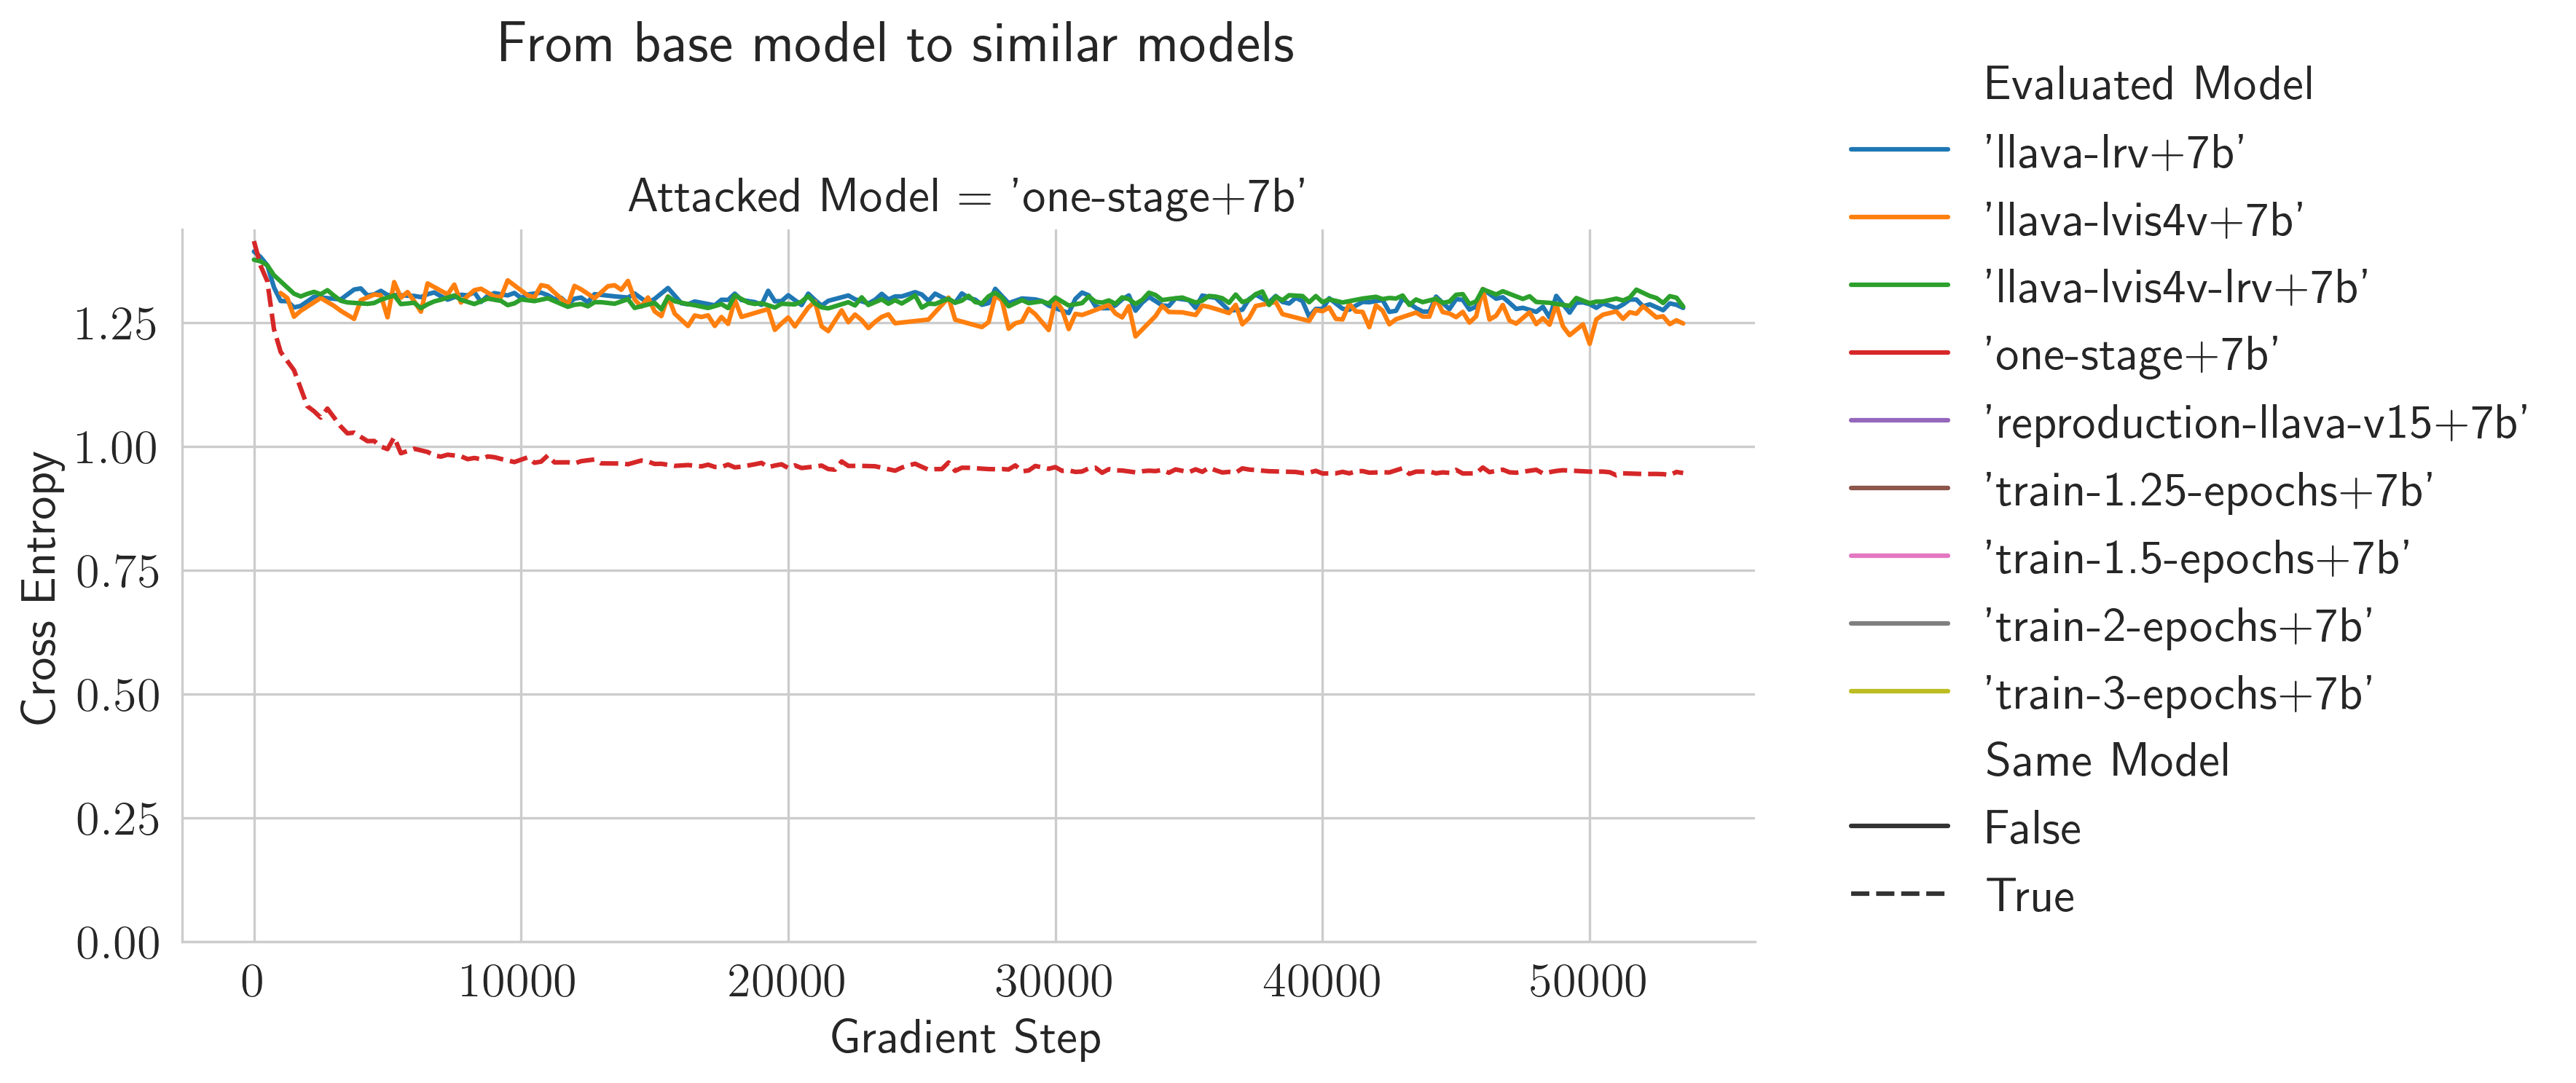 From base model to similar models
Attacked Model = 'one-stage+7b'
Cross Entropy
1.25
1.00
0.75
0.50
0.25
0.00
0
10000
20000
30000
40000
50000
Gradient Step
Evaluated Model
'llava-lrv+7b'
'llava-lvis4v+7b'
'llava-lvis4v-lrv+7b'
'one-stage+7b'
'reproduction-llava-v15+7b'
'train-1.25-epochs+7b'
'train-1.5-epochs+7b'
'train-2-epochs+7b'
'train-3-epochs+7b'
Same Model
False
True